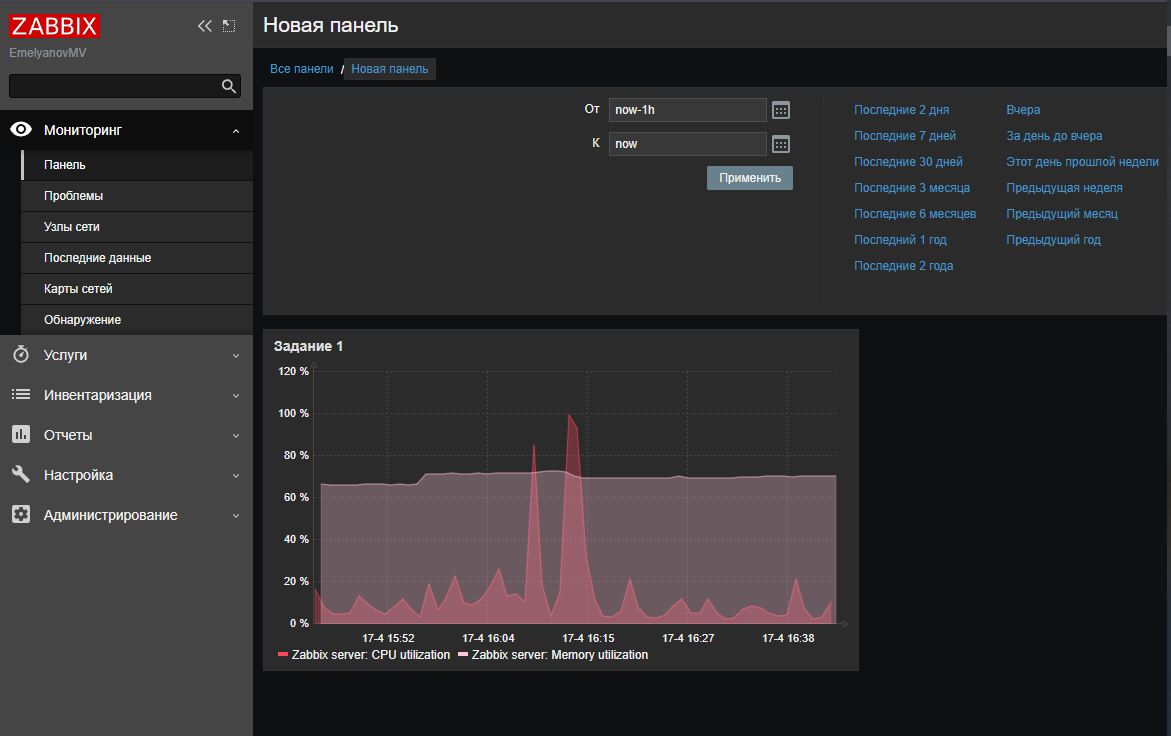 ZABBIX
EmelyanovMV
Мониторинг
Панель
Проблемы
Узлы сети
Последние данные
Карты сетей
Обнаружение
Услуги
Инвентаризация
Отчеты
Настройка
Администрирование
Новая панель
Все панели / Новая панель
От now-1h
К now
Применить
Последние 2 дня Вчера
Последние 7 дней За день до вчера
Последние 30 дней Этот день прошлой недели
Последние 3 месяца Предыдущая неделя
Последние 6 месяцев Предыдущий месяц
Последний 1 год Предыдущий год
Последние 2 года
Задание 1
120 %
100 %
80 %
60 %
40 %
20 %
0 %
17-4 15:52 17-4 16:04 17-4 16:15 17-4 16:27 17-4 16:38
Zabbix server: CPU utilization Zabbix server: Memory utilization